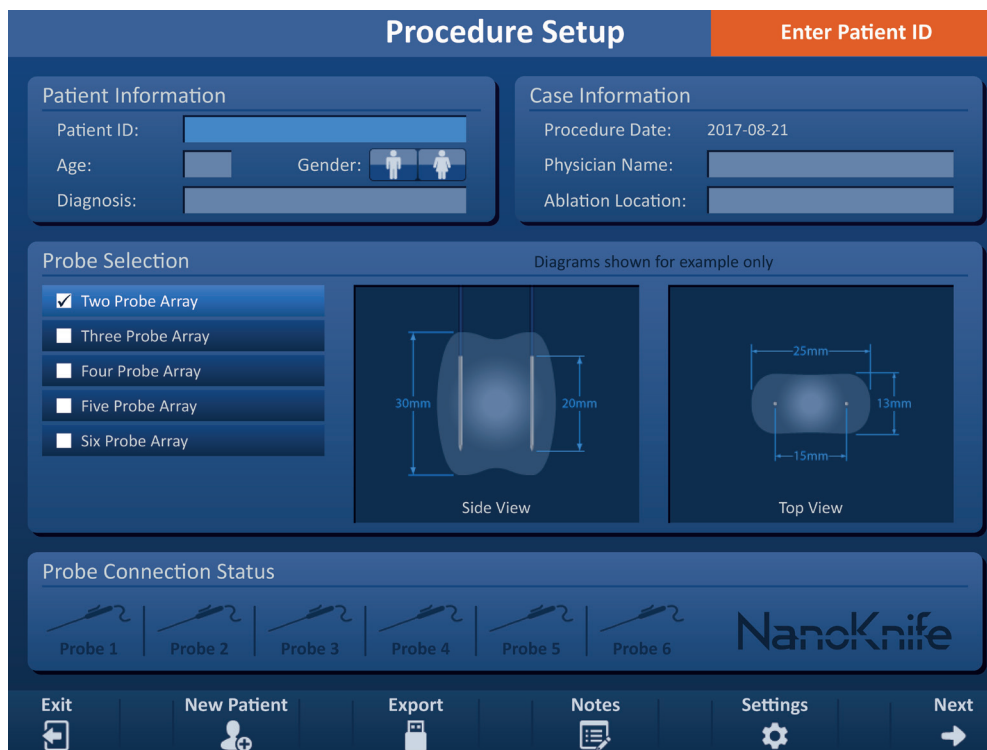 Procedure Setup
Enter Patient ID
Patient Information
Patient ID:
Age:
Gender:
Diagnosis:
Case Information
Procedure Date: 2017-08-21
Physician Name:
Ablation Location:
Probe Selection
Diagrams shown for example only
Two Probe Array
Three Probe Array
Four Probe Array
Five Probe Array
Six Probe Array
30mm
20mm
Side View
25mm
13mm
15mm
Top View
Probe Connection Status
Probe 1
Probe 2
Probe 3
Probe 4
Probe 5
Probe 6
NanoKnife
Exit
New Patient
Export
Notes
Settings
Next